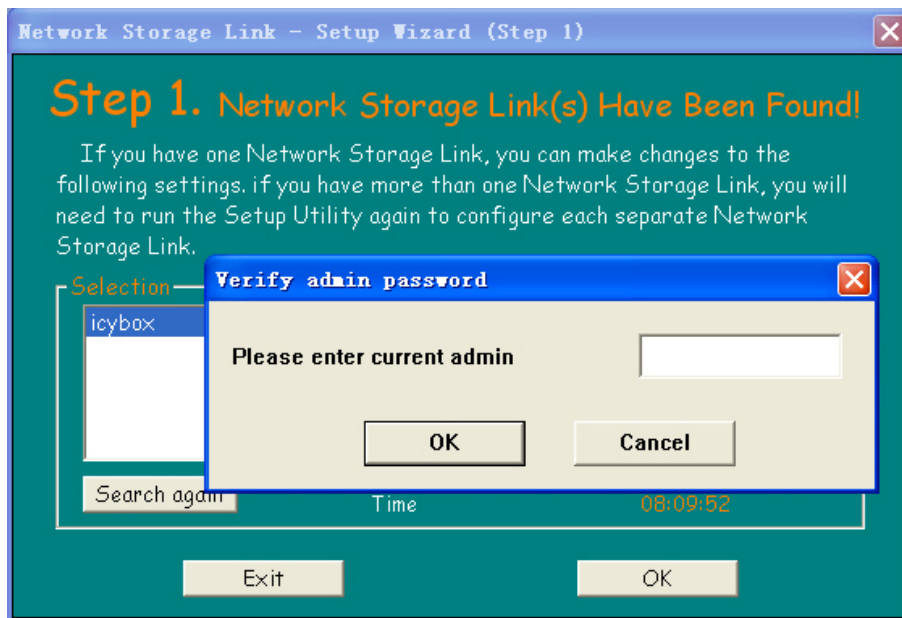 Network Storage Link - Setup Wizard (Step 1)
Step 1. Network Storage Link(s) Have Been Found!
If you have one Network Storage Link, you can make changes to the
following settings. if you have more than one Network Storage Link, you will
need to run the Setup Utility again to configure each separate Network
Storage Link.
Selection
icybox
Verify admin password
Please enter current admin
OK
Cancel
Search again
Time
08:09:52
Exit
OK